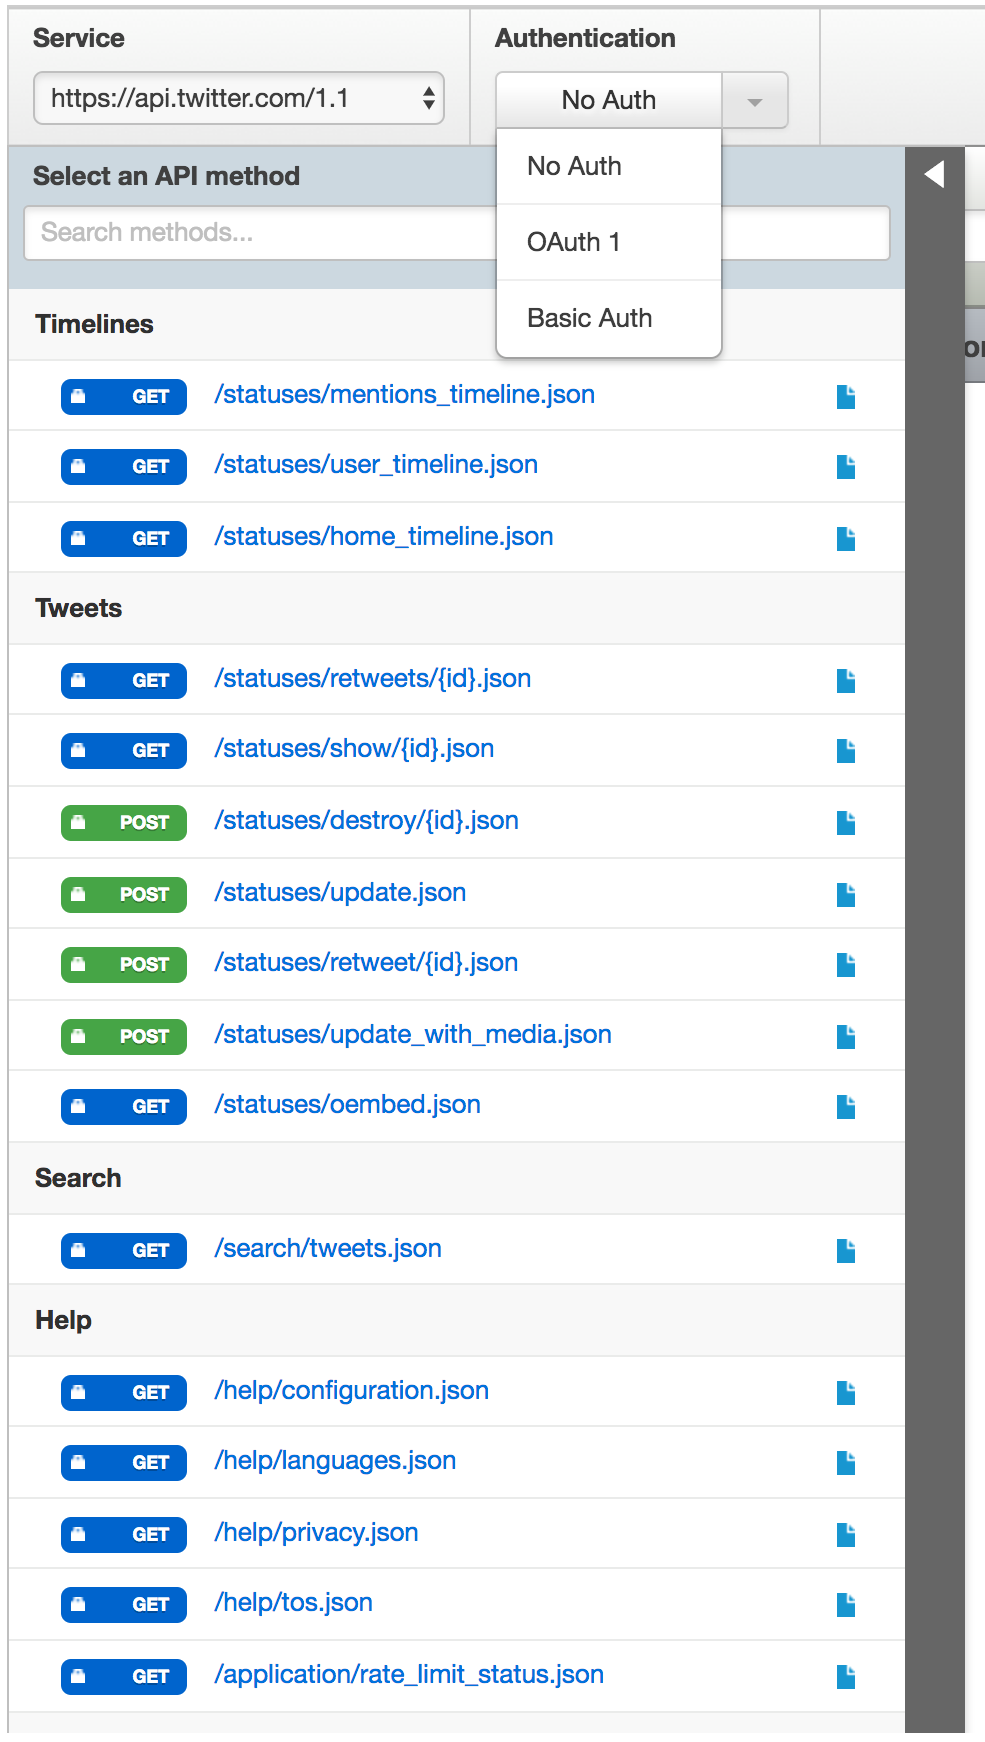 Service
Authentication
https://api.twitter.com/1.1
No Auth
No Auth
OAuth 1
Basic Auth
Select an API method
Search methods...
Timelines
GET /statuses/mentions_timeline.json
GET /statuses/user_timeline.json
GET /statuses/home_timeline.json
Tweets
GET /statuses/retweets/{id}.json
GET /statuses/show/{id}.json
POST /statuses/destroy/{id}.json
POST /statuses/update.json
POST /statuses/retweet/{id}.json
POST /statuses/update_with_media.json
GET /statuses/oembed.json
Search
GET /search/tweets.json
Help
GET /help/configuration.json
GET /help/languages.json
GET /help/privacy.json
GET /help/tos.json
GET /application/rate_limit_status.json